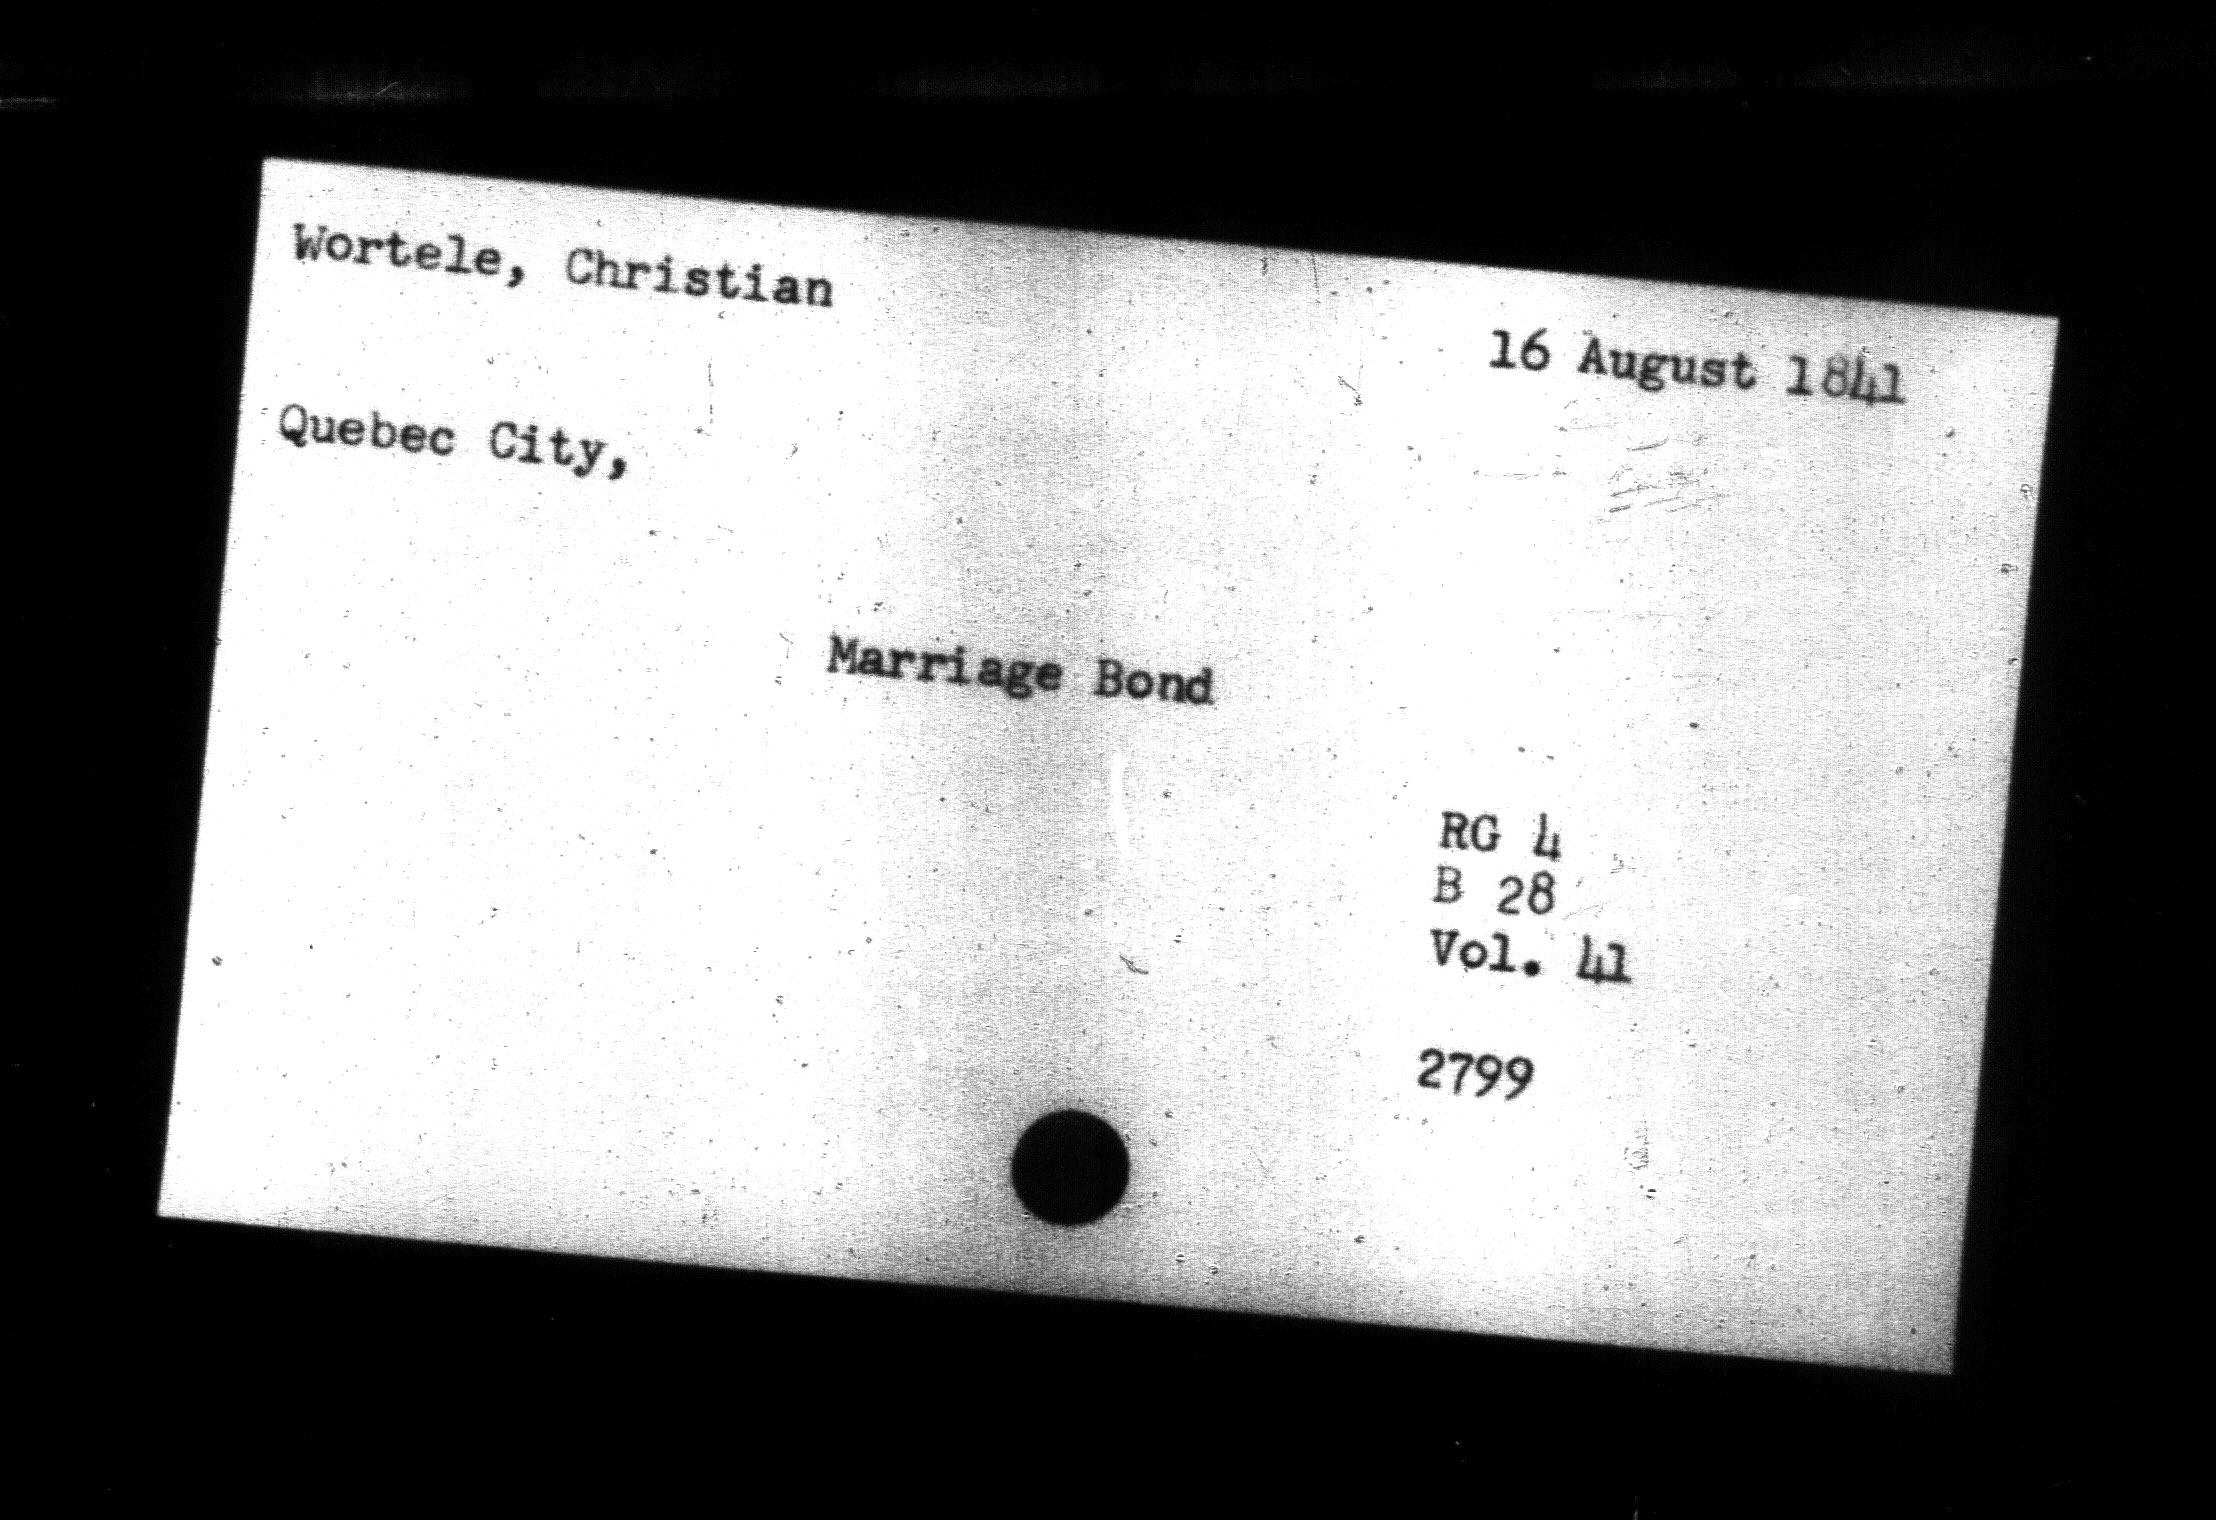 Wortele, Christian
16 August 1841
Quebec City,
Marriage Bond
RG 4
B 28
Vol. 41
2799